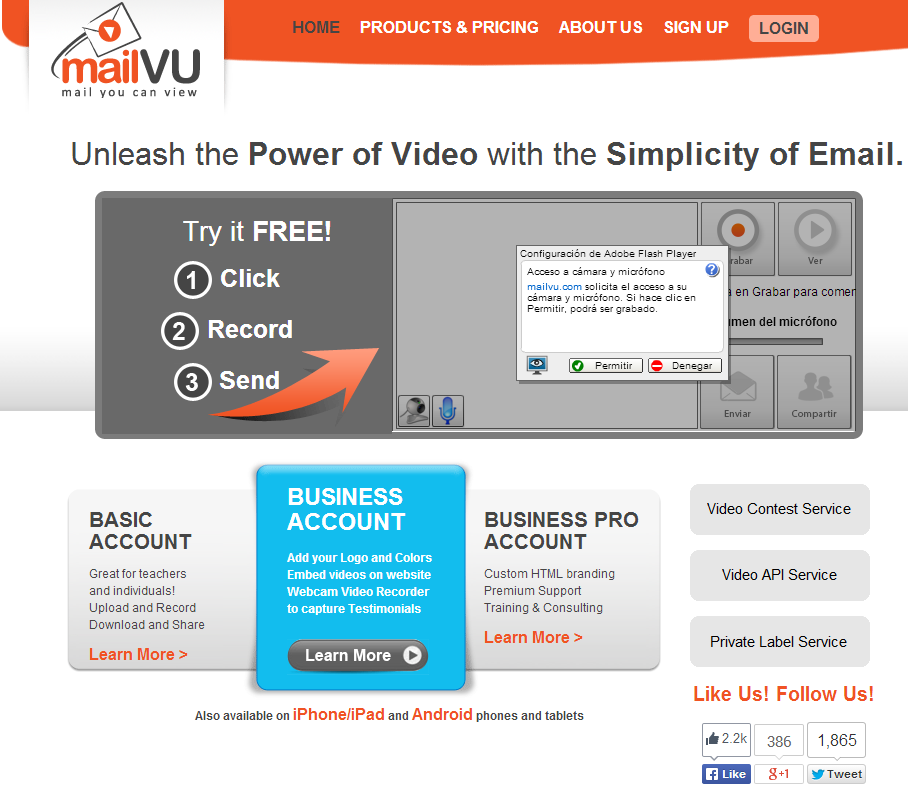 mailVU
mail you can view
HOME PRODUCTS & PRICING ABOUT US SIGN UP LOGIN
Unleash the Power of Video with the Simplicity of Email.
Try it FREE!
1 Click
2 Record
3 Send
Configuración de Adobe Flash Player
Acceso a cámara y micrófono
mailvu.com solicita el acceso a su
cámara y micrófono. Si hace clic en
Permitir, podrá ser grabado.
?
Permitir Denegar
Ver
en Grabar para comer
del micrófono
Enviar Compartir
BASIC
ACCOUNT
Great for teachers
and individuals!
Upload and Record
Download and Share
Learn More >
BUSINESS
ACCOUNT
Add your Logo and Colors
Embed videos on website
Webcam Video Recorder
to capture Testimonials
Learn More
BUSINESS PRO
ACCOUNT
Custom HTML branding
Premium Support
Training & Consulting
Learn More >
Also available on iPhone/iPad and Android phones and tablets
Video Contest Service
Video API Service
Private Label Service
Like Us! Follow Us!
2.2k 386 1,865
f Like g+1 Tweet